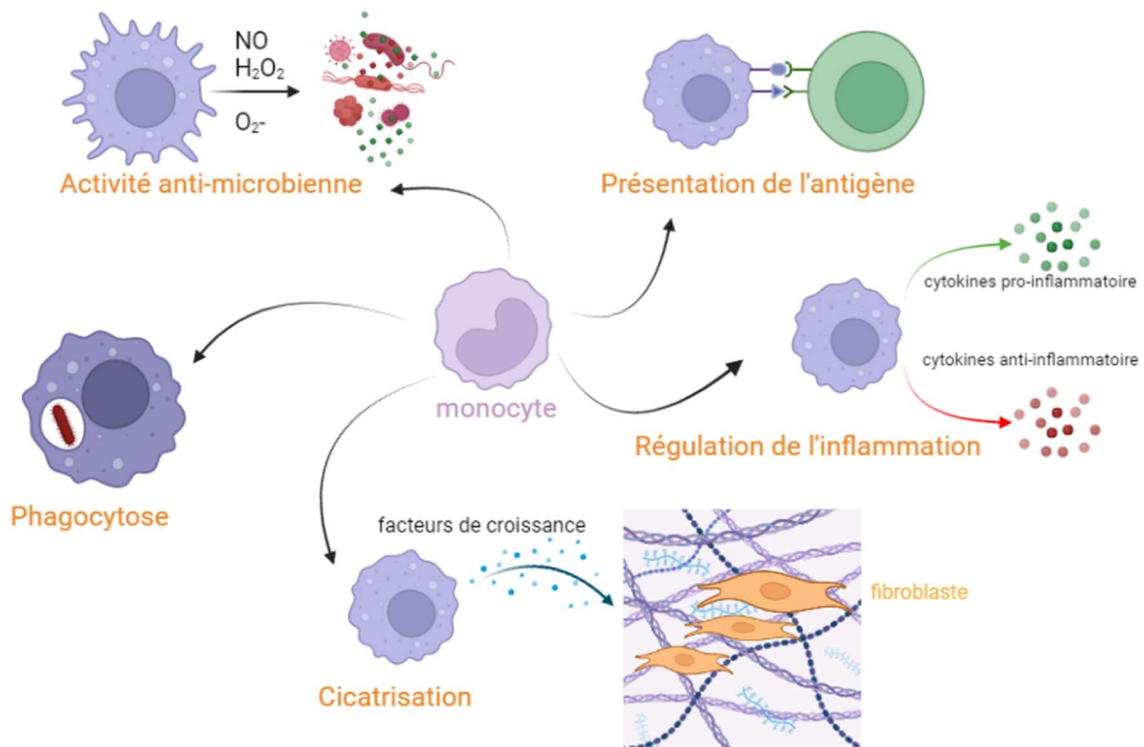 NO
H₂O₂
O₂-
Activité anti-microbienne
Présentation de l'antigène
cytokines pro-inflammatoire
cytokines anti-inflammatoire
monocyte
Régulation de l'inflammation
Phagocytose
facteurs de croissance
fibroblaste
Cicatrisation